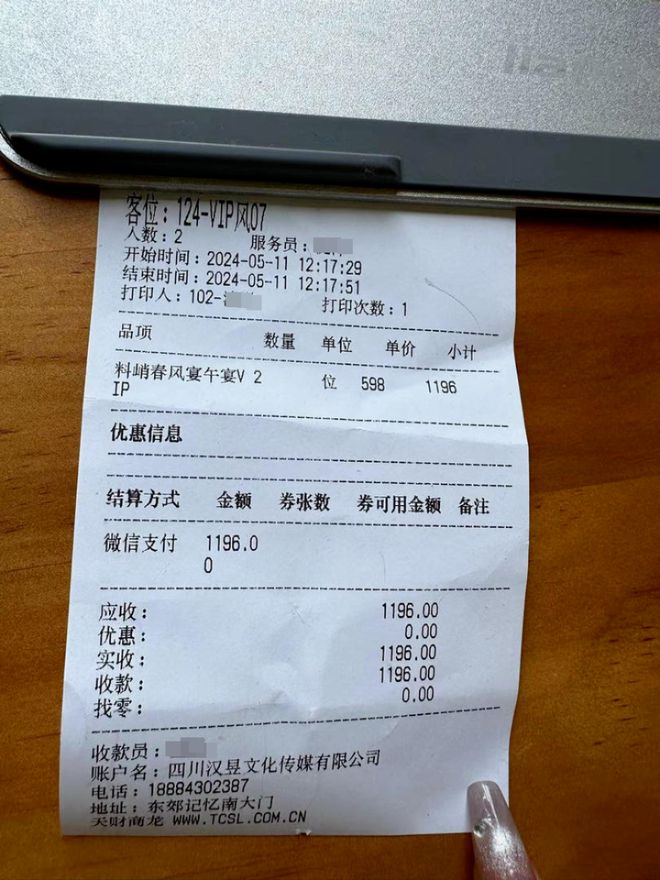 客位：124-VIP风07
人数：2 服务员：
开始时间：2024-05-11 12:17:29
结束时间：2024-05-11 12:17:51
打印人：102- 打印次数：1
品项 数量 单位 单价 小计
料峭春风宴午宴V 2 位 598 1196
IP
优惠信息
结算方式 金额 券张数 券可用金额 备注
微信支付 1196.0
0
应收： 1196.00
优惠： 0.00
实收： 1196.00
收款： 1196.00
找零： 0.00
收款员：
账户名：四川汉昱文化传媒有限公司
电话：18884302387
地址：东郊记忆南大门
天财商龙 WWW.TCSL.COM.CN